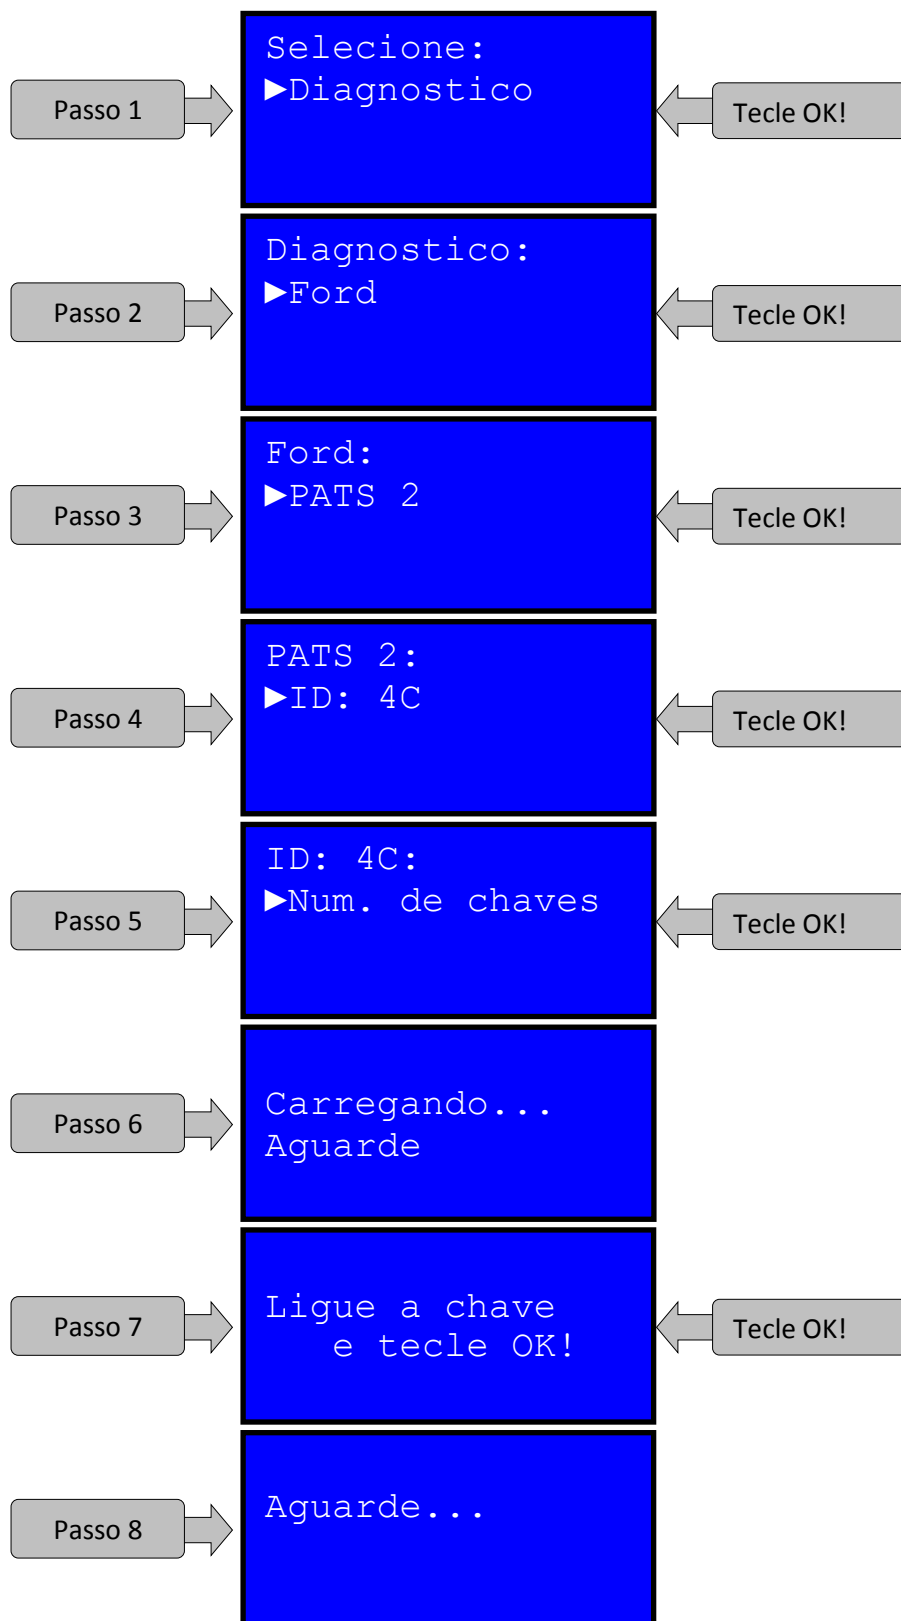 Passo 1
Selecione:
►Diagnostico
Tecle OK!
Passo 2
Diagnostico:
►Ford
Tecle OK!
Passo 3
Ford:
►PATS 2
Tecle OK!
Passo 4
PATS 2:
►ID: 4C
Tecle OK!
Passo 5
ID: 4C:
►Num. de chaves
Tecle OK!
Passo 6
Carregando...
Aguarde
Passo 7
Ligue a chave
e tecle OK!
Tecle OK!
Passo 8
Aguarde...